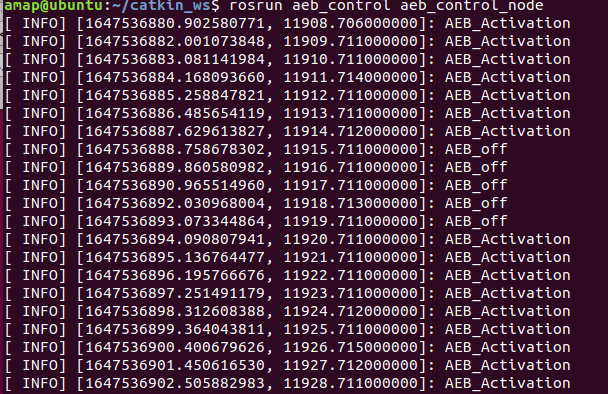 amap@ubuntu:~/catkin_ws$ rosrun aeb_control aeb_control_node
[ INFO] [1647536880.902580771, 11908.706000000]: AEB_Activation
[ INFO] [1647536882.001073848, 11909.711000000]: AEB_Activation
[ INFO] [1647536883.081141984, 11910.711000000]: AEB_Activation
[ INFO] [1647536884.168093660, 11911.714000000]: AEB_Activation
[ INFO] [1647536885.258847821, 11912.711000000]: AEB_Activation
[ INFO] [1647536886.485654119, 11913.711000000]: AEB_Activation
[ INFO] [1647536887.629613827, 11914.712000000]: AEB_Activation
[ INFO] [1647536888.758678302, 11915.711000000]: AEB_off
[ INFO] [1647536889.860580982, 11916.711000000]: AEB_off
[ INFO] [1647536890.965514960, 11917.711000000]: AEB_off
[ INFO] [1647536892.030968004, 11918.713000000]: AEB_off
[ INFO] [1647536893.073344864, 11919.711000000]: AEB_off
[ INFO] [1647536894.090807941, 11920.711000000]: AEB_Activation
[ INFO] [1647536895.136764477, 11921.711000000]: AEB_Activation
[ INFO] [1647536896.195766676, 11922.711000000]: AEB_Activation
[ INFO] [1647536897.251491179, 11923.711000000]: AEB_Activation
[ INFO] [1647536898.312608388, 11924.712000000]: AEB_Activation
[ INFO] [1647536899.364043811, 11925.711000000]: AEB_Activation
[ INFO] [1647536900.400679626, 11926.715000000]: AEB_Activation
[ INFO] [1647536901.450616530, 11927.712000000]: AEB_Activation
[ INFO] [1647536902.505882983, 11928.711000000]: AEB_Activation